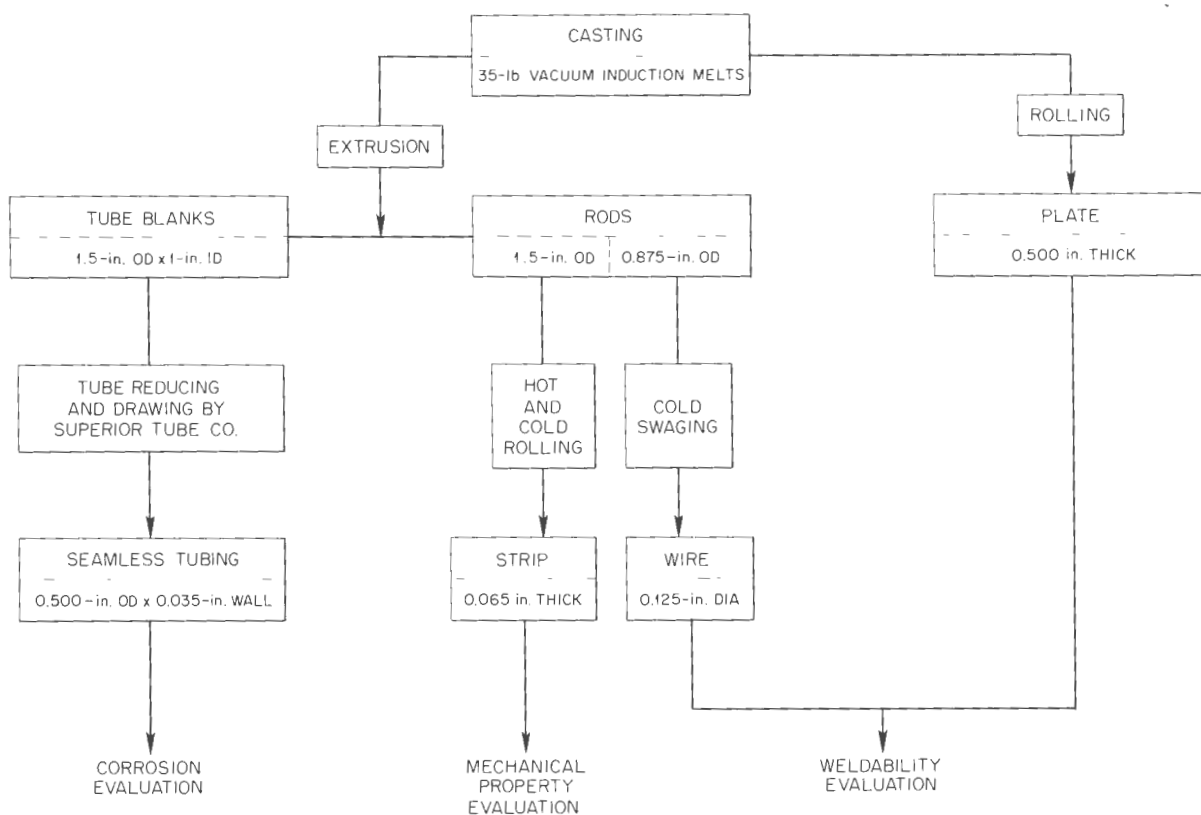 CASTING
35-lb VACUUM INDUCTION MELTS
EXTRUSION
ROLLING
TUBE BLANKS
1.5-in. OD x 1-in. ID
RODS
1.5-in. OD
0.875-in. OD
PLATE
0.500 in. THICK
TUBE REDUCING
AND DRAWING BY
SUPERIOR TUBE CO.
HOT
AND
COLD
ROLLING
COLD
SWAGING
SEAMLESS TUBING
0.500-in. OD x 0.035-in. WALL
STRIP
0.065 in. THICK
WIRE
0.125-in. DIA
CORROSION
EVALUATION
MECHANICAL
PROPERTY
EVALUATION
WELDABILITY
EVALUATION